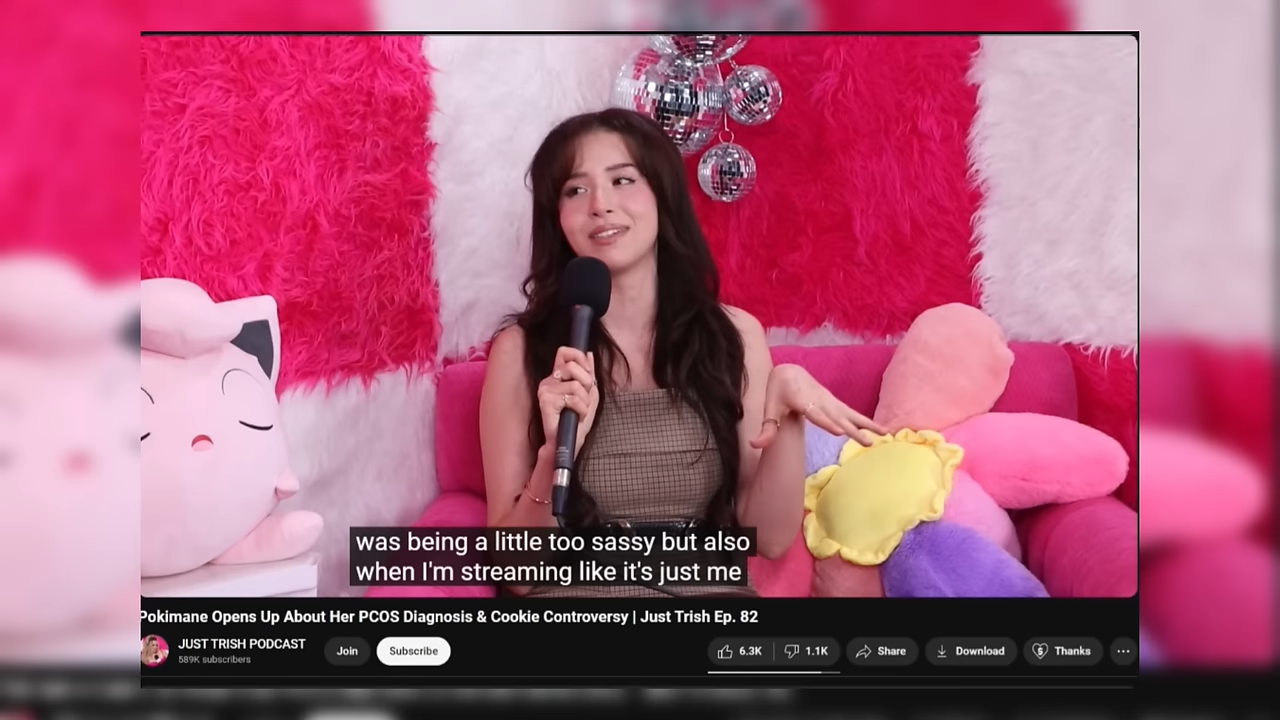 was being a little too sassy but also
when I'm streaming like it's just me
Pokimane Opens Up About Her PCOS Diagnosis & Cookie Controversy | Just Trish Ep. 82
JUST TRISH PODCAST
589K subscribers
Join
Subscribe
6.3K
1.1K
Share
Download
Thanks